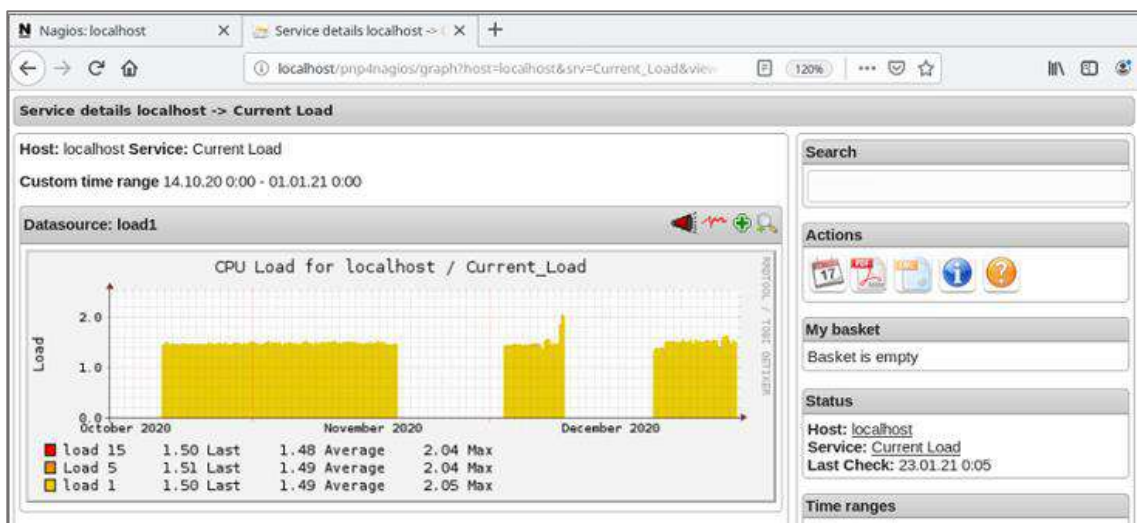 Nagios: localhost
Service details localhost ->
localhost/pnp4nagios/graph?host=localhost&srv=Current_Load&view
120%
Service details localhost -> Current Load
Host: localhost Service: Current Load
Custom time range 14.10.20 0:00 - 01.01.21 0:00
Datasource: load1
CPU Load for localhost / Current_Load
RRDTOOL / TOBI OETIKER
Load
2.0
1.0
0.0
October 2020 November 2020 December 2020
load 15 1.50 Last 1.48 Average 2.04 Max
Load 5 1.51 Last 1.49 Average 2.04 Max
load 1 1.50 Last 1.49 Average 2.05 Max
Search
Actions
17
PDF
My basket
Basket is empty
Status
Host: localhost
Service: Current Load
Last Check: 23.01.21 0:05
Time ranges